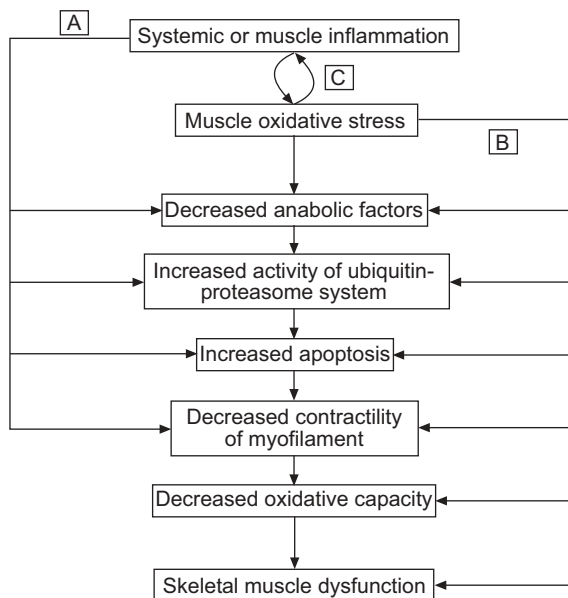 A
Systemic or muscle inflammation
C
Muscle oxidative stress
B
Decreased anabolic factors
Increased activity of ubiquitin-
proteasome system
Increased apoptosis
Decreased contractility
of myofilament
Decreased oxidative capacity
Skeletal muscle dysfunction